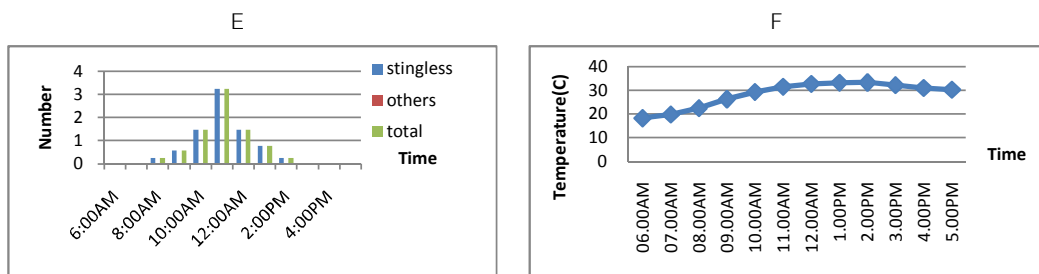 E
F
Number
4
3
2
1
0
6:00AM
8:00AM
10:00AM
12:00AM
2:00PM
4:00PM
Time
stingless
others
total
Temperature(C)
40
30
20
10
0
06.00AM
07.00AM
08.00AM
09.00AM
10.00AM
11.00AM
12.00AM
1.00PM
2.00PM
3.00PM
4.00PM
5.00PM
Time